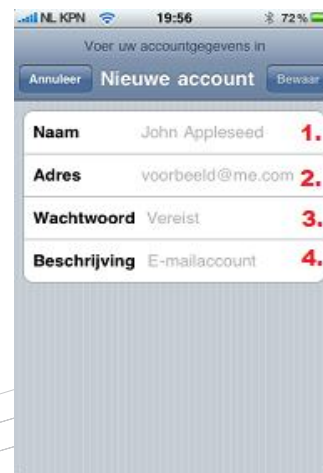 NL KPN 19:56 72%
Voer uw accountgegevens in
Annuleer Nieuwe account Bewaar
Naam John Appleseed 1.
Adres voorbeeld@me.com 2.
Wachtwoord Vereist 3.
Beschrijving E-mailaccount 4.